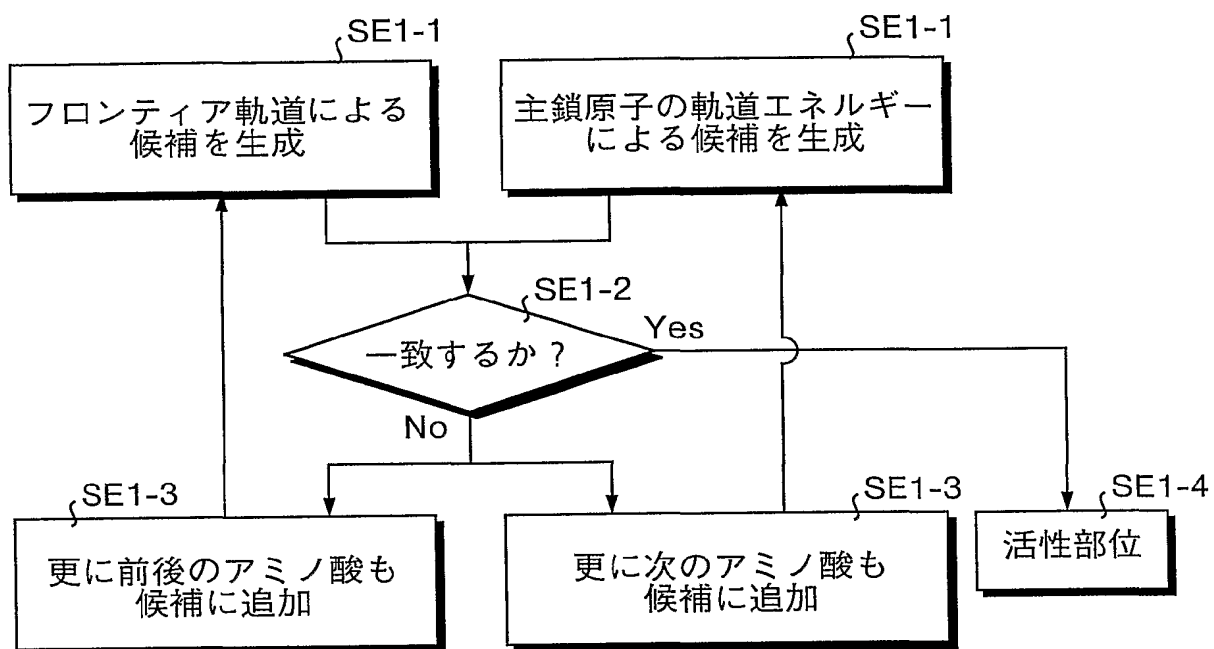 SE1-1
フロンティア軌道による
候補を生成
SE1-1
主鎖原子の軌道エネルギー
による候補を生成
SE1-2
一致するか？
Yes
No
SE1-3
更に前後のアミノ酸も
候補に追加
SE1-3
更に次のアミノ酸も
候補に追加
SE1-4
活性部位